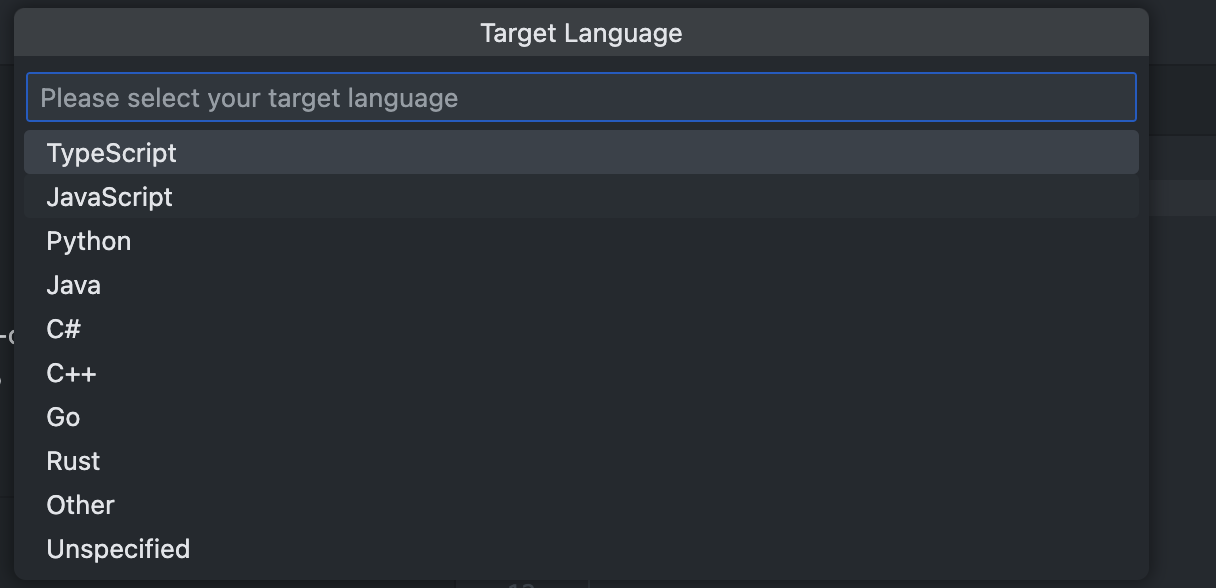 Target Language
Please select your target language
TypeScript
JavaScript
Python
Java
C#
C++
Go
Rust
Other
Unspecified